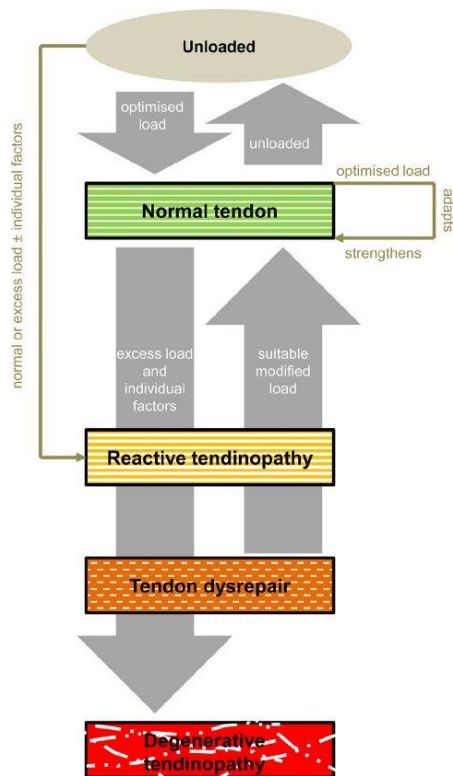 Unloaded
optimised
load
unloaded
optimised load
Normal tendon
adapts
strengthens
normal or excess load ± individual factors
excess load
and
individual
factors
suitable
modified
load
Reactive tendinopathy
Tendon dysrepair
Degenerative
tendinopathy